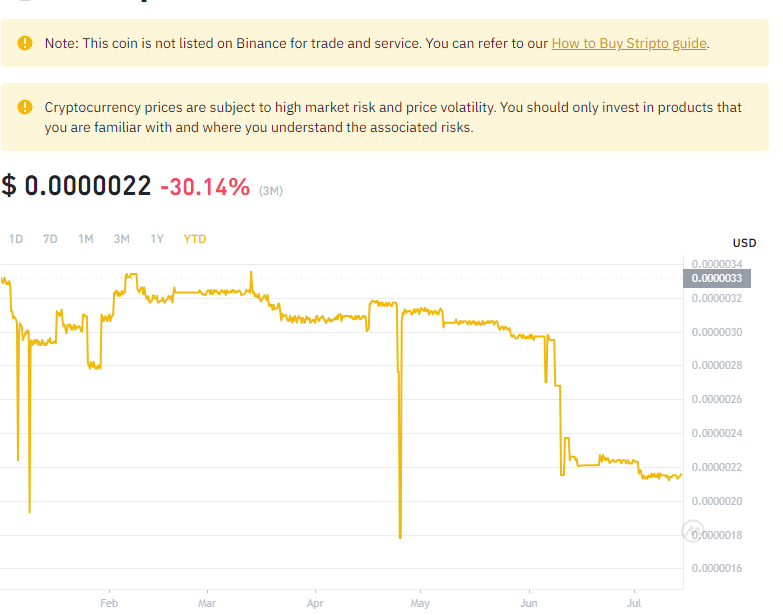 Note: This coin is not listed on Binance for trade and service. You can refer to our How to Buy Stripto guide.
Cryptocurrency prices are subject to high market risk and price volatility. You should only invest in products that
you are familiar with and where you understand the associated risks.
$ 0.0000022 -30.14% (3M)
1D 7D 1M 3M 1Y YTD
USD
0.0000034
0.0000033
0.0000032
0.0000030
0.0000028
0.0000026
0.0000024
0.0000022
0.0000020
0.0000018
0.0000016
Feb Mar Apr May Jun Jul